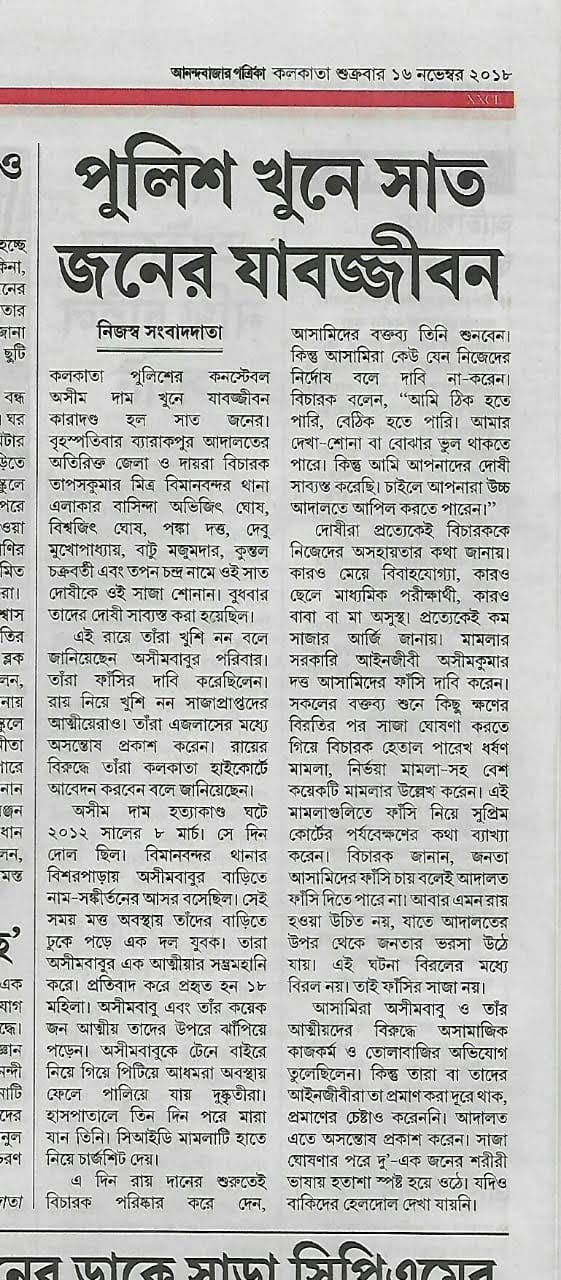 আনন্দবাজার পত্রিকা কলকাতা শুক্রবার ১৬ নভেম্বর ২০১৮
XXCL
পুলিশ খুনে সাত
জনের যাবজ্জীবন
নিজস্ব সংবাদদাতা
কলকাতা পুলিশের কনস্টেবল
অসীম দাম খুনে যাবজ্জীবন
কারাদণ্ড হল সাত জনের।
বৃহস্পতিবার ব্যারাকপুর আদালতের
অতিরিক্ত জেলা ও দায়রা বিচারক
তাপসকুমার মিত্র বিমানবন্দর থানা
এলাকার বাসিন্দা অভিজিৎ ঘোষ,
বিশ্বজিৎ ঘোষ, পঙ্কা দত্ত, দেবু
মুখোপাধ্যায়, বাটু মজুমদার, কুন্তল
চক্রবর্তী এবং তপন চন্দ্র নামে ওই সাত
দোষীকে ওই সাজা শোনান। বুধবার
তাদের দোষী সাব্যস্ত করা হয়েছিল।
এই রায়ে তাঁরা খুশি নন বলে
জানিয়েছেন অসীমবাবুর পরিবার।
তাঁরা ফাঁসির দাবি করেছিলেন।
রায় নিয়ে খুশি নন সাজাপ্রাপ্তদের
আত্মীয়েরাও। তাঁরা এজলাসের মধ্যে
অসন্তোষ প্রকাশ করেন। রায়ের
বিরুদ্ধে তাঁরা কলকাতা হাইকোর্টে
আবেদন করবেন বলে জানিয়েছেন।
অসীম দাম হত্যাকাণ্ড ঘটে
২০১২ সালের ৮ মার্চ। সে দিন
দোল ছিল। বিমানবন্দর থানার
বিশরপাড়ায় অসীমবাবুর বাড়িতে
নাম-সঙ্কীর্তনের আসর বসেছিল। সেই
সময় মত্ত অবস্থায় তাঁদের বাড়িতে
ঢুকে পড়ে এক দল যুবক। তারা
অসীমবাবুর এক আত্মীয়ার সম্ভ্রমহানি
করে। প্রতিবাদ করে প্রহৃত হন ১৮
মহিলা। অসীমবাবু এবং তাঁর কয়েক
জন আত্মীয় তাদের উপরে ঝাঁপিয়ে
পড়েন। অসীমবাবুকে টেনে বাইরে
নিয়ে গিয়ে পিটিয়ে আধমরা অবস্থায়
ফেলে পালিয়ে যায় দুষ্কৃতীরা।
হাসপাতালে তিন দিন পরে মারা
যান তিনি। সিআইডি মামলাটি হাতে
নিয়ে চার্জশিট দেয়।
এ দিন রায় দানের শুরুতেই
বিচারক পরিষ্কার করে দেন,
আসামিদের বক্তব্য তিনি শুনবেন।
কিন্তু আসামিরা কেউ যেন নিজেদের
নির্দোষ বলে দাবি না-করেন।
বিচারক বলেন, “আমি ঠিক হতে
পারি, বেঠিক হতে পারি। আমার
দেখা-শোনা বা বোঝার ভুল থাকতে
পারে। কিন্তু আমি আপনাদের দোষী
সাব্যস্ত করেছি। চাইলে আপনারা উচ্চ
আদালতে আপিল করতে পারেন।”
দোষীরা প্রত্যেকেই বিচারককে
নিজেদের অসহায়তার কথা জানায়।
কারও মেয়ে বিবাহযোগ্যা, কারও
ছেলে মাধ্যমিক পরীক্ষার্থী, কারও
বাবা বা মা অসুস্থ। প্রত্যেকেই কম
সাজার আর্জি জানায়। মামলার
সরকারি আইনজীবী অসীমকুমার
দত্ত আসামিদের ফাঁসি দাবি করেন।
সকলের বক্তব্য শুনে কিছু ক্ষণের
বিরতির পর সাজা ঘোষণা করতে
গিয়ে বিচারক হেতাল পারেখ ধর্ষণ
মামলা, নির্ভয়া মামলা-সহ বেশ
কয়েকটি মামলার উল্লেখ করেন। এই
মামলাগুলিতে ফাঁসি নিয়ে সুপ্রিম
কোর্টের পর্যবেক্ষণের কথা ব্যাখ্যা
করেন। বিচারক জানান, জনতা
আসামিদের ফাঁসি চায় বলেই আদালত
ফাঁসি দিতে পারে না। আবার এমন রায়
হওয়া উচিত নয়, যাতে আদালতের
উপর থেকে জনতার ভরসা উঠে
যায়। এই ঘটনা বিরলের মধ্যে
বিরল নয়। তাই ফাঁসির সাজা নয়।
আসামিরা অসীমবাবু ও তাঁর
আত্মীয়দের বিরুদ্ধে অসামাজিক
কাজকর্ম ও তোলাবাজির অভিযোগ
তুলেছিলেন। কিন্তু তারা বা তাদের
আইনজীবীরা তা প্রমাণ করা দূরে থাক,
প্রমাণের চেষ্টাও করেননি। আদালত
এতে অসন্তোষ প্রকাশ করেন। সাজা
ঘোষণার পরে দু’-এক জনের শরীরী
ভাষায় হতাশা স্পষ্ট হয়ে ওঠে। যদিও
বাকিদের হেলদোল দেখা যায়নি।
ডাকে সাড়া সিপিএমের